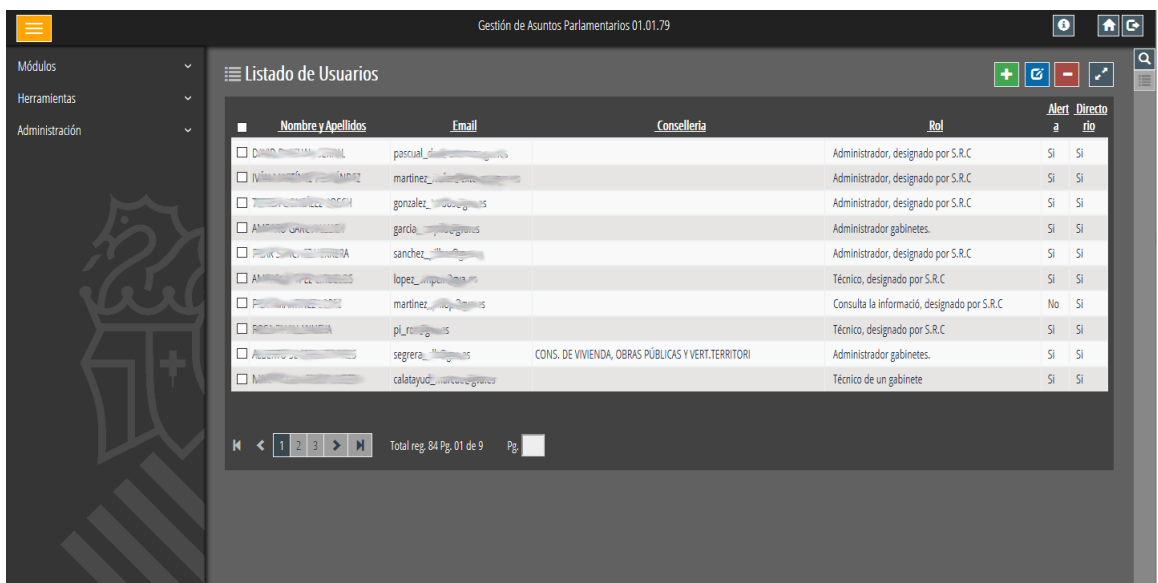 Gestión de Asuntos Parlamentarios 01.01.79
Módulos
Herramientas
Administración
Listado de Usuarios
Nombre y Apellidos Email Conselleria Rol Alerta Directorio
pascual_ Administrador, designado por S.R.C Si Si
martinez_ Administrador, designado por S.R.C Si Si
gonzalez_ Administrador, designado por S.R.C Si Si
garcia_ Administrador gabinetes. Si Si
sanchez_ Administrador, designado por S.R.C Si Si
lopez_ Técnico, designado por S.R.C Si Si
martinez_ Consulta la informació, designado por S.R.C No Si
Técnico, designado por S.R.C Si Si
segrera_ CONS. DE VIVIENDA, OBRAS PÚBLICAS Y VERT.TERRITORI Administrador gabinetes. Si Si
calatayud_ Técnico de un gabinete Si Si
1 2 3 Total reg. 84 Pg. 01 de 9 Pg.